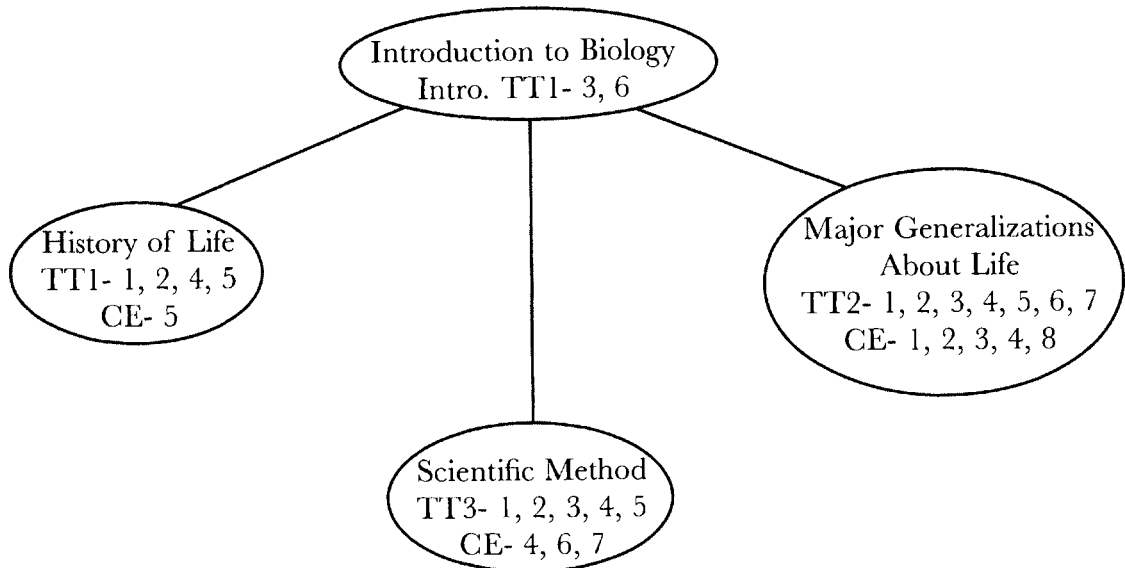 Introduction to Biology
Intro. TT1- 3, 6
History of Life
TT1- 1, 2, 4, 5
CE- 5
Major Generalizations
About Life
TT2- 1, 2, 3, 4, 5, 6, 7
CE- 1, 2, 3, 4, 8
Scientific Method
TT3- 1, 2, 3, 4, 5
CE- 4, 6, 7